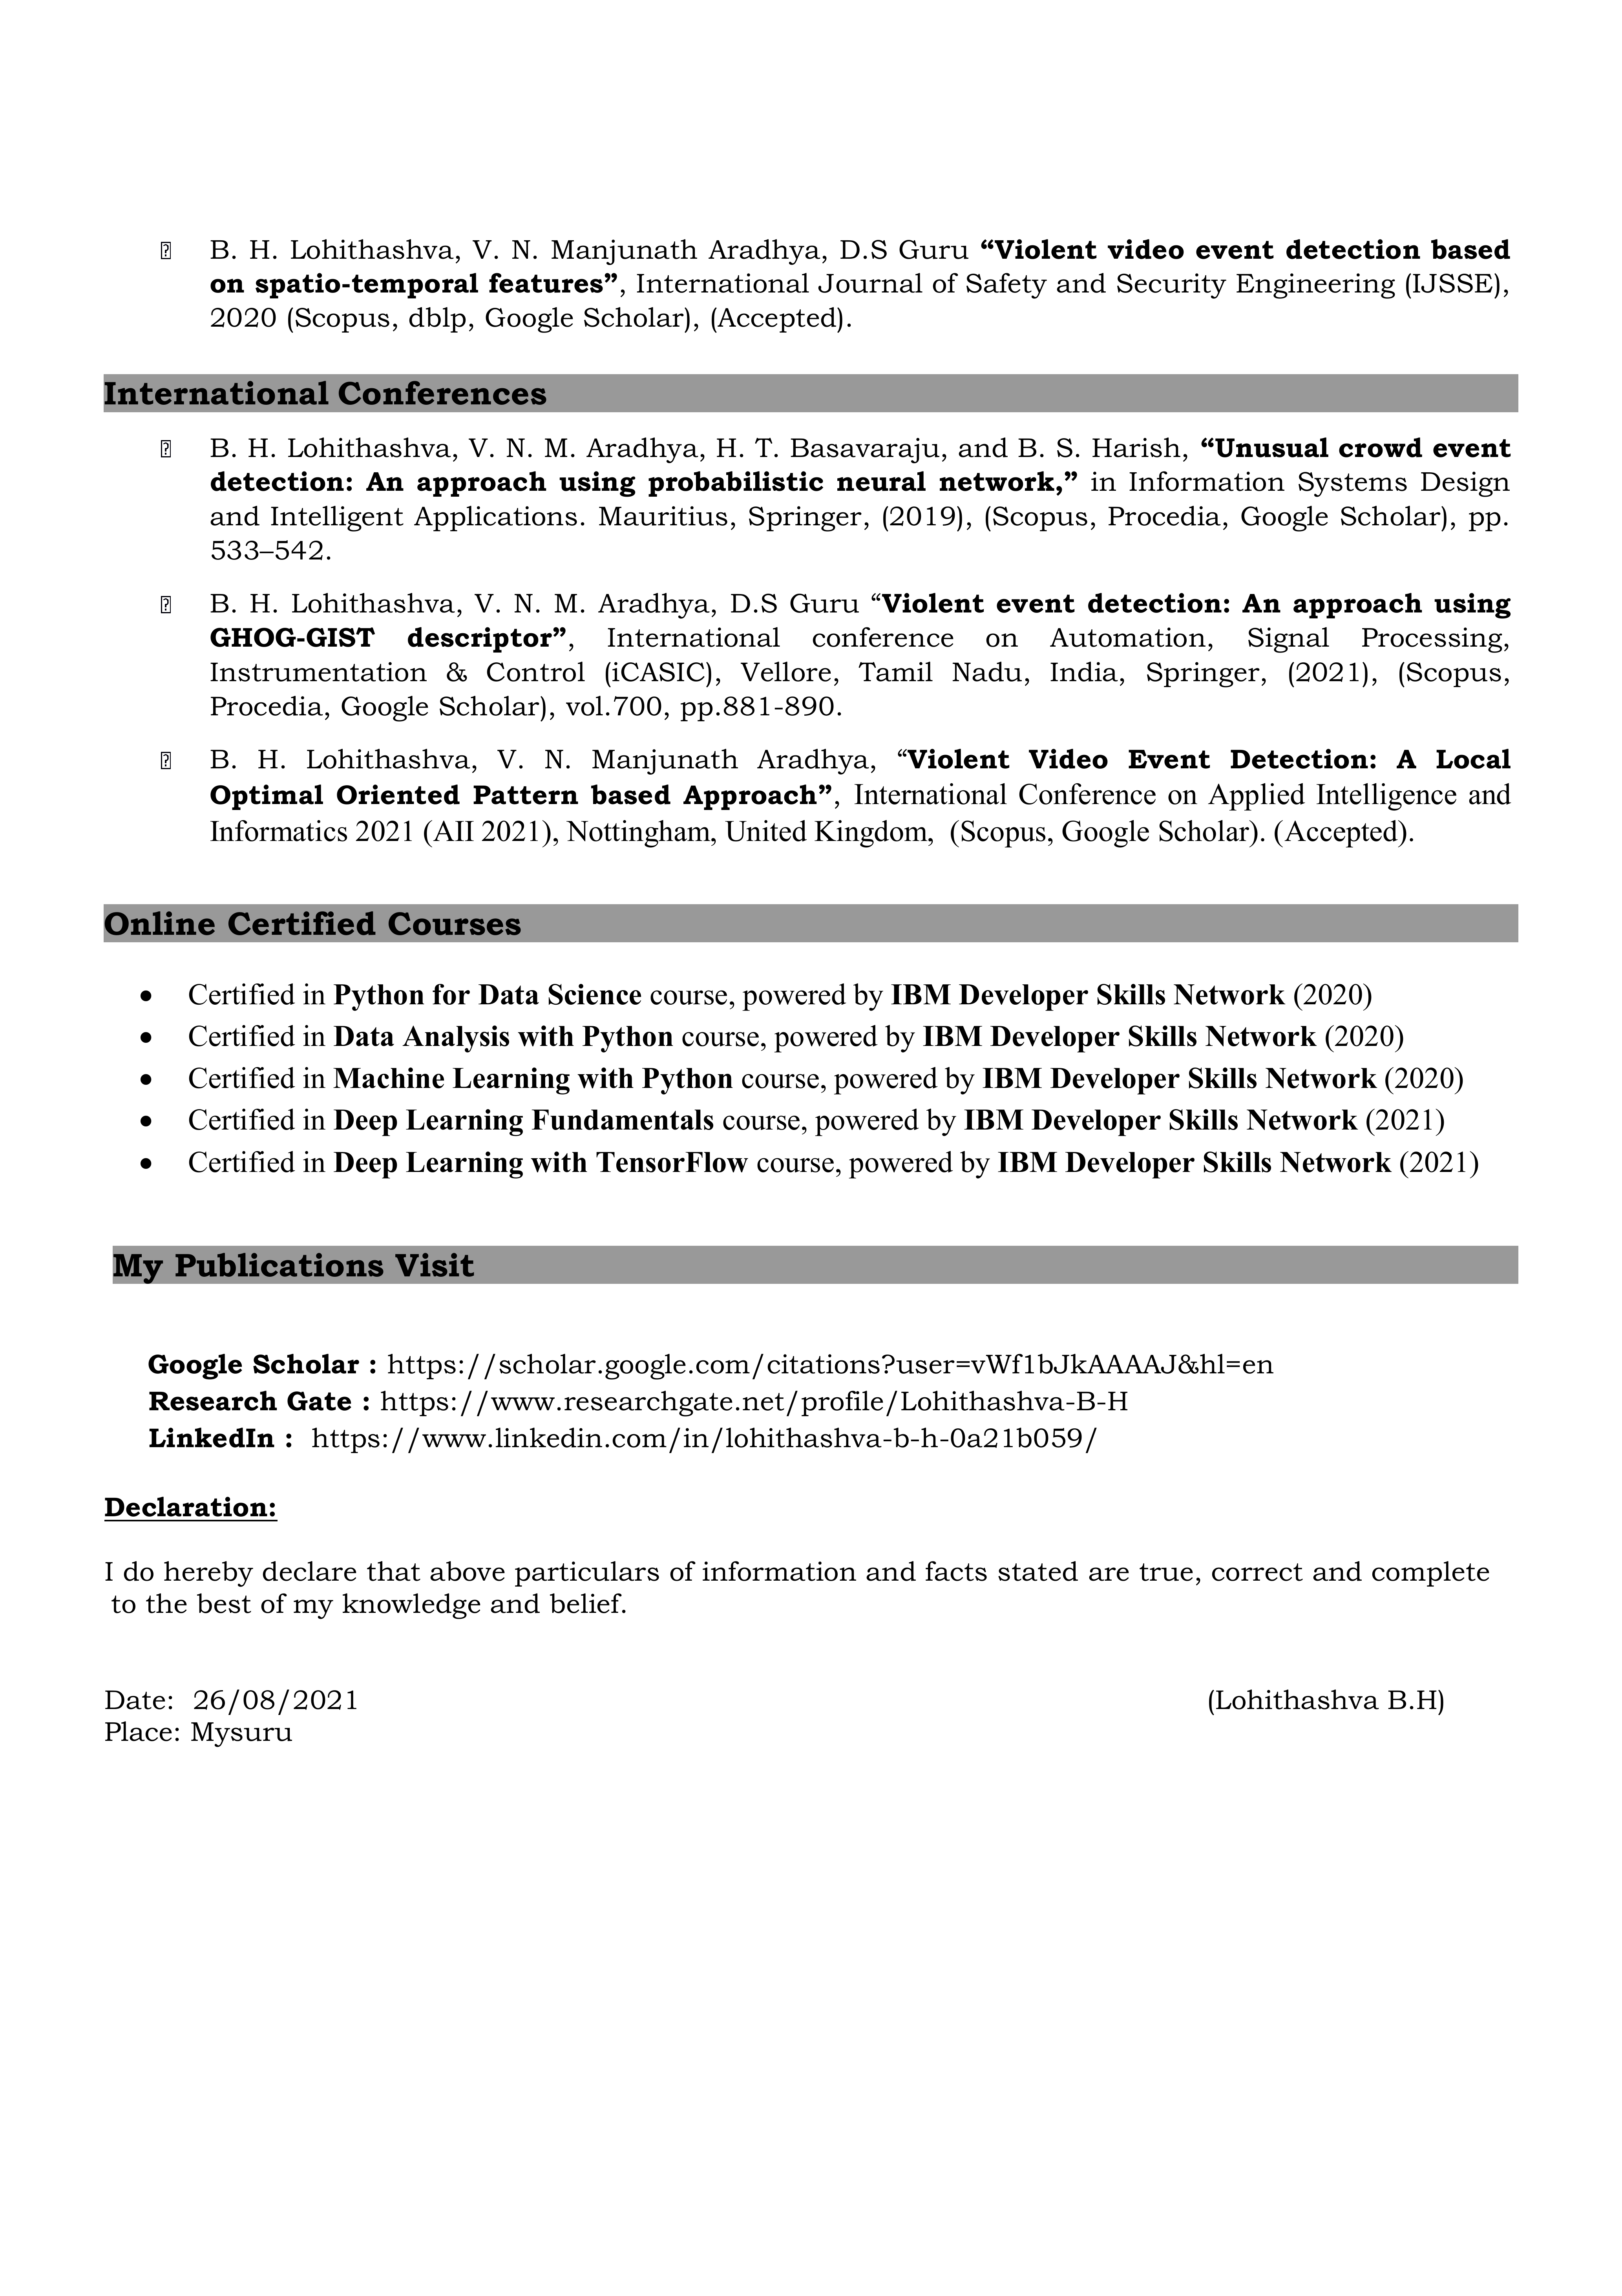 B. H. Lohithashva, V. N. Manjunath Aradhya, D.S Guru “Violent video event detection based
on spatio-temporal features”, International Journal of Safety and Security Engineering (IJSSE),
2020 (Scopus, dblp, Google Scholar), (Accepted).
International Conferences
B. H. Lohithashva, V. N. M. Aradhya, H. T. Basavaraju, and B. S. Harish, “Unusual crowd event
detection: An approach using probabilistic neural network,” in Information Systems Design
and Intelligent Applications. Mauritius, Springer, (2019), (Scopus, Procedia, Google Scholar), pp.
533–542.
B. H. Lohithashva, V. N. M. Aradhya, D.S Guru “Violent event detection: An approach using
GHOG-GIST descriptor”, International conference on Automation, Signal Processing,
Instrumentation & Control (iCASIC), Vellore, Tamil Nadu, India, Springer, (2021), (Scopus,
Procedia, Google Scholar), vol.700, pp.881-890.
B. H. Lohithashva, V. N. Manjunath Aradhya, “Violent Video Event Detection: A Local
Optimal Oriented Pattern based Approach”, International Conference on Applied Intelligence and
Informatics 2021 (AII 2021), Nottingham, United Kingdom, (Scopus, Google Scholar). (Accepted).
Online Certified Courses
• Certified in Python for Data Science course, powered by IBM Developer Skills Network (2020)
• Certified in Data Analysis with Python course, powered by IBM Developer Skills Network (2020)
• Certified in Machine Learning with Python course, powered by IBM Developer Skills Network (2020)
• Certified in Deep Learning Fundamentals course, powered by IBM Developer Skills Network (2021)
• Certified in Deep Learning with TensorFlow course, powered by IBM Developer Skills Network (2021)
My Publications Visit
Google Scholar : https://scholar.google.com/citations?user=vWf1bJkAAAAJ&hl=en
Research Gate : https://www.researchgate.net/profile/Lohithashva-B-H
LinkedIn : https://www.linkedin.com/in/lohithashva-b-h-0a21b059/
Declaration:
I do hereby declare that above particulars of information and facts stated are true, correct and complete
to the best of my knowledge and belief.
Date: 26/08/2021 (Lohithashva B.H)
Place: Mysuru